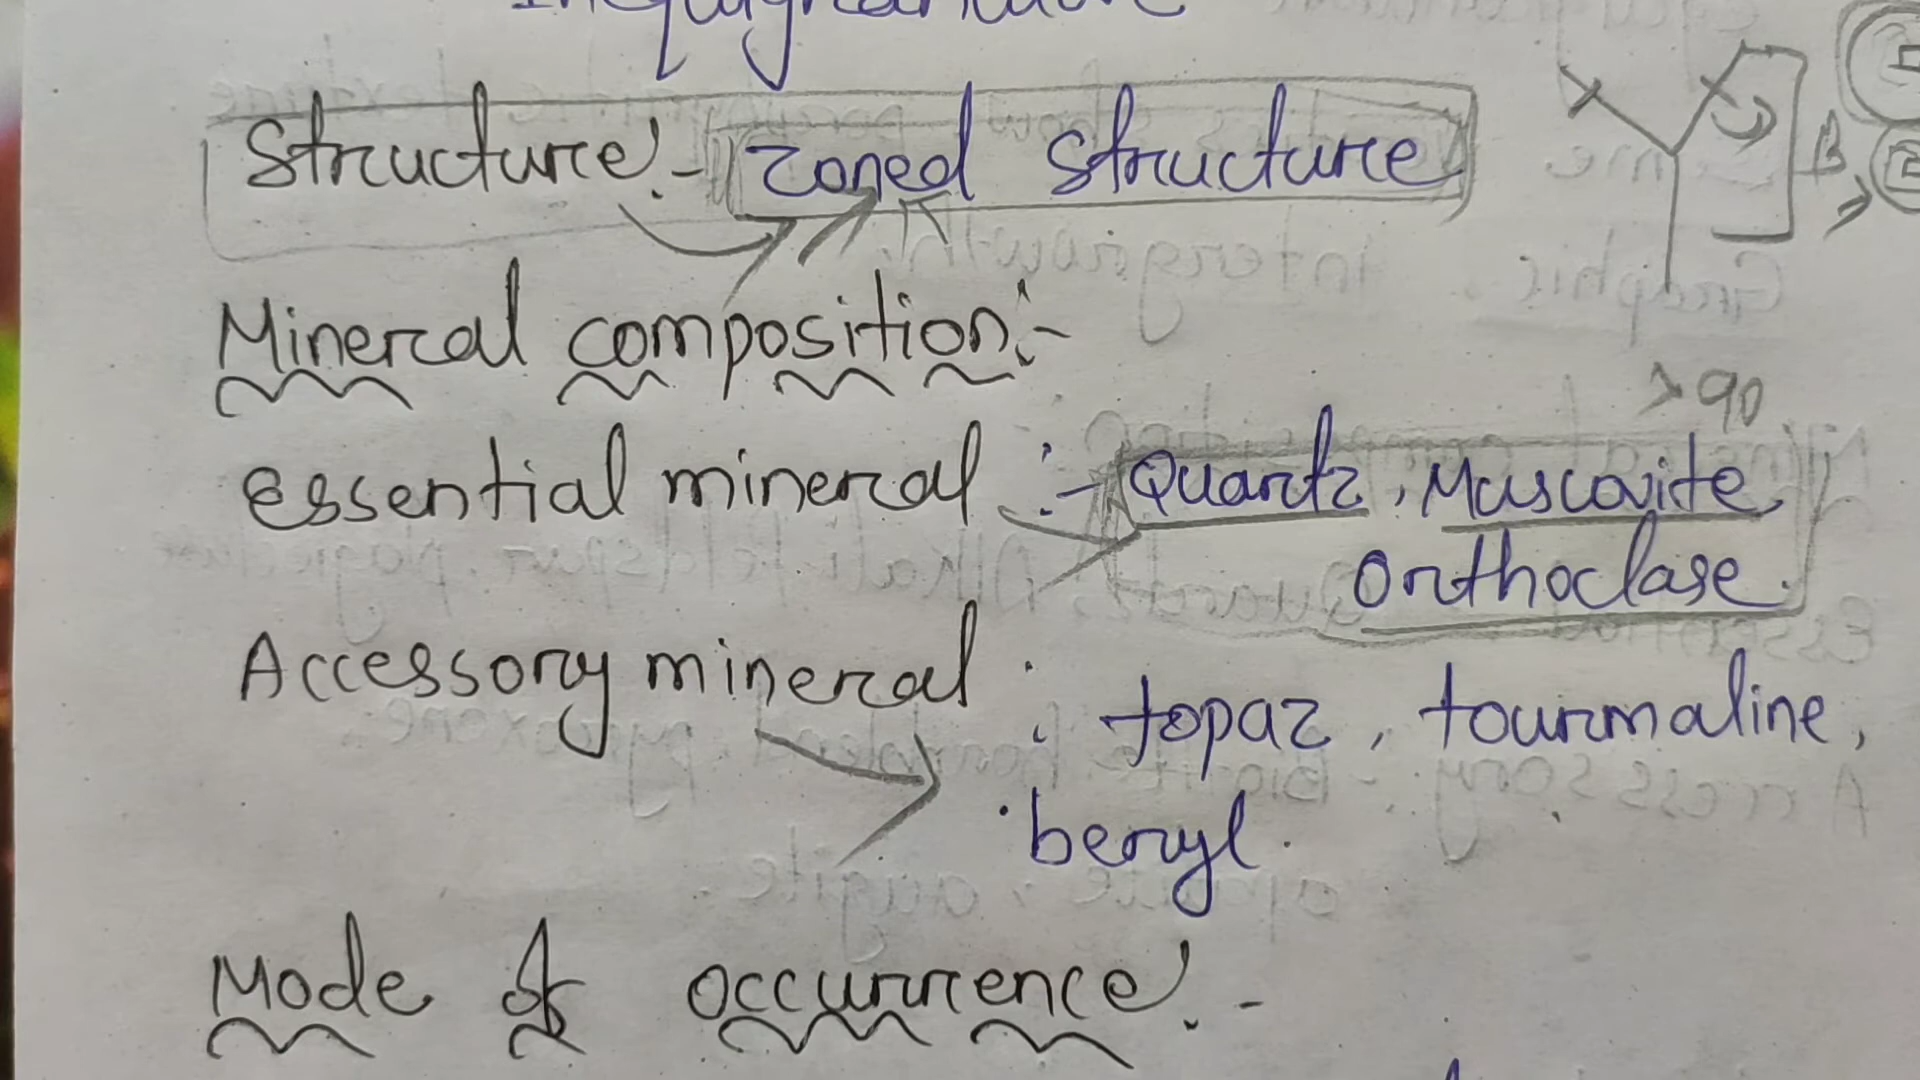 Inequigranular
Structure:- Zoned structure
Mineral composition:-
>90
Essential mineral :- Quartz, Muscovite
Orthoclase.
Accessory mineral : topaz, tourmaline,
beryl.
Mode of occurrence:-